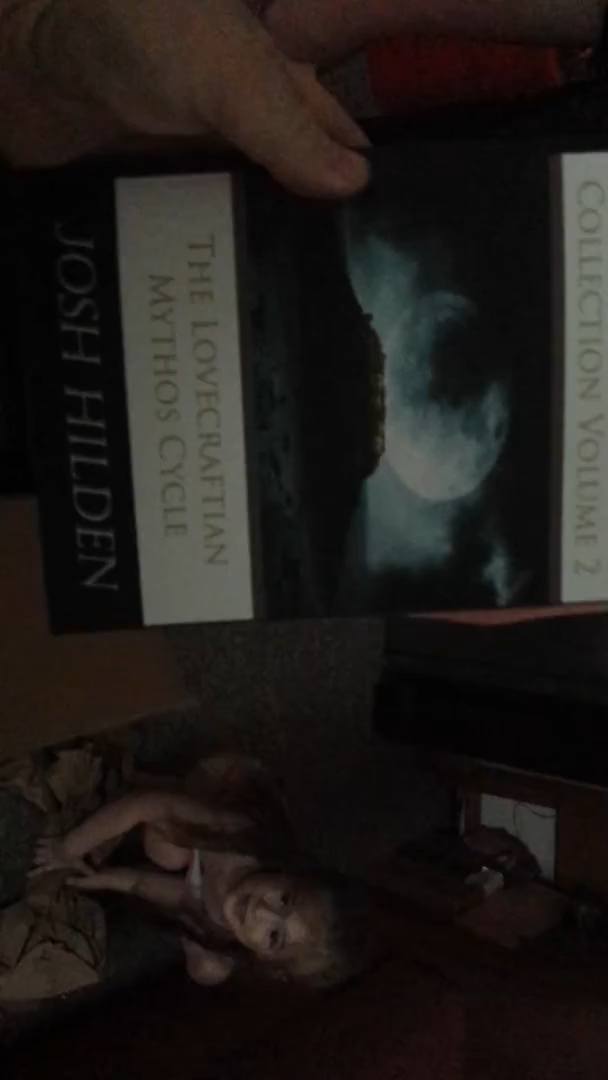 COLLECTION VOLUME 2
THE LOVECRAFTIAN
MYTHOS CYCLE
JOSH HILDEN